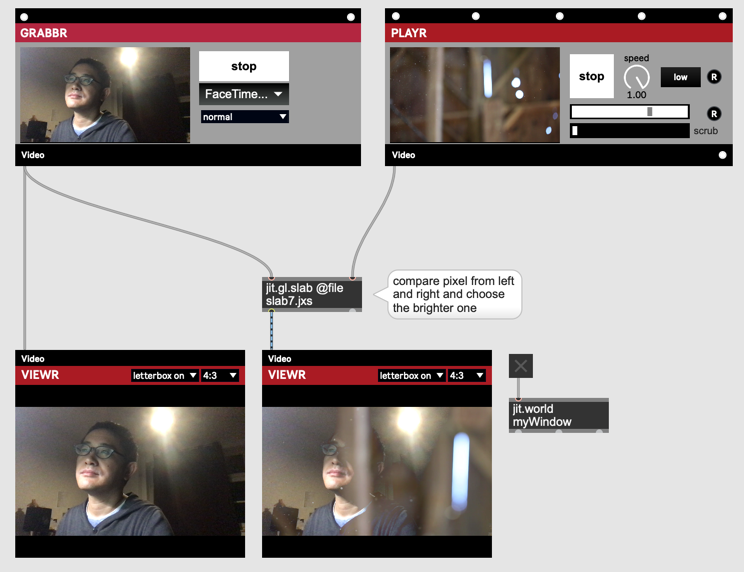 GRABBR
stop
FaceTime...
normal
Video
PLAYR
stop
speed
1.00
low
R
R
scrub
Video
jit.gl.slab @file
slab7.jxs
compare pixel from left
and right and choose
the brighter one
Video
VIEWR
letterbox on
4:3
Video
VIEWR
letterbox on
4:3
jit.world
myWindow